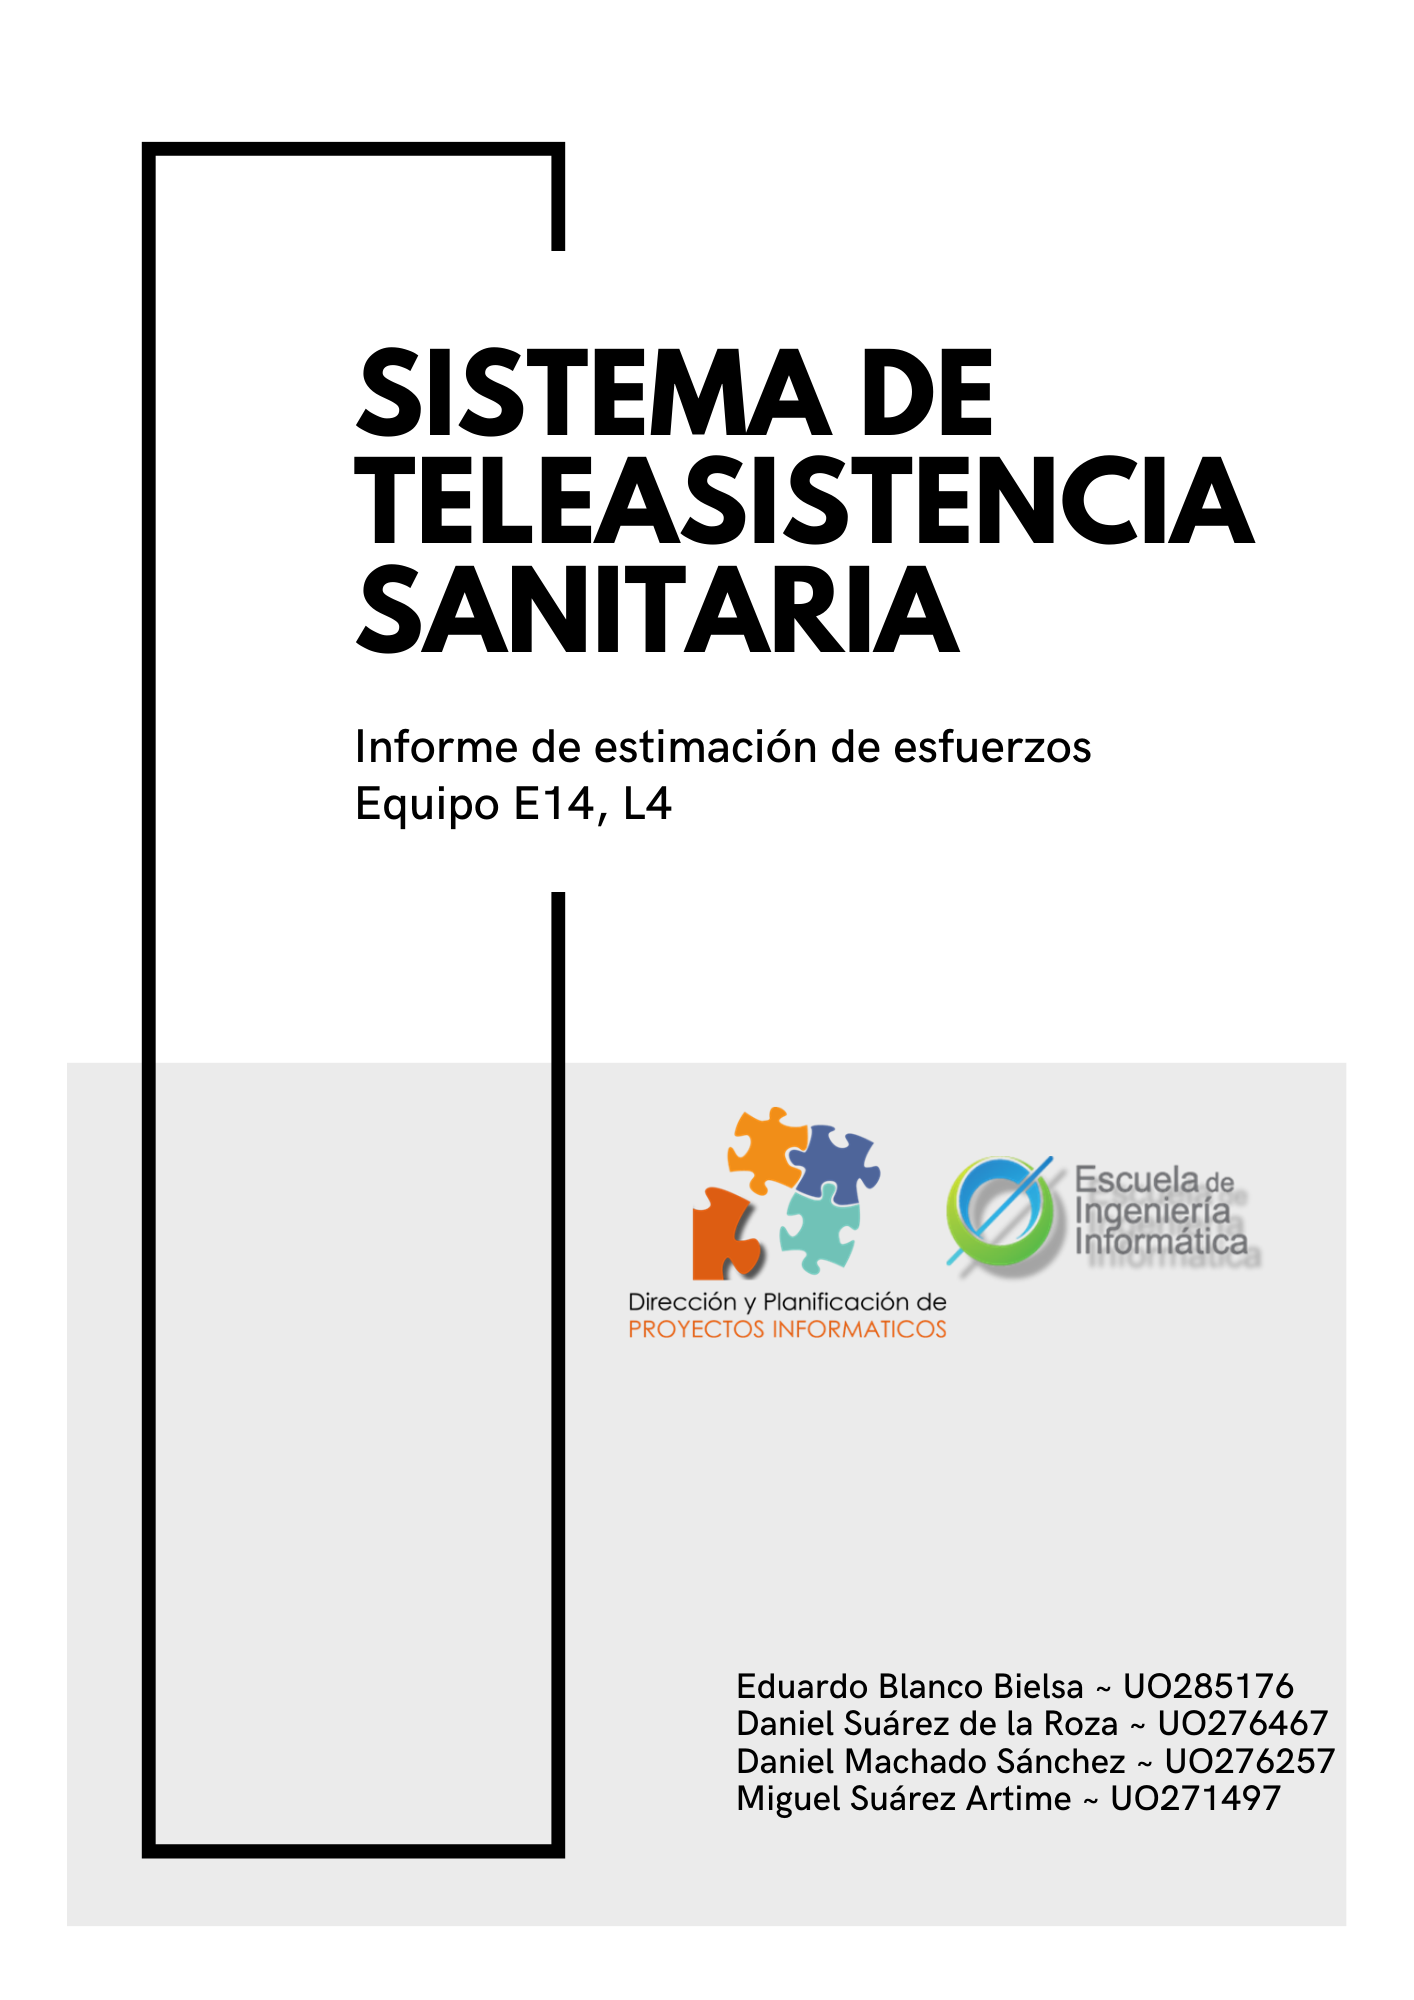 SISTEMA DE
TELEASISTENCIA
SANITARIA
Informe de estimación de esfuerzos
Equipo E14, L4
Dirección y Planificación de
PROYECTOS INFORMATICOS
Escuela de
Ingeniería
Informática
Eduardo Blanco Bielsa ~ UO285176
Daniel Suárez de la Roza ~ UO276467
Daniel Machado Sánchez ~ UO276257
Miguel Suárez Artime ~ UO271497